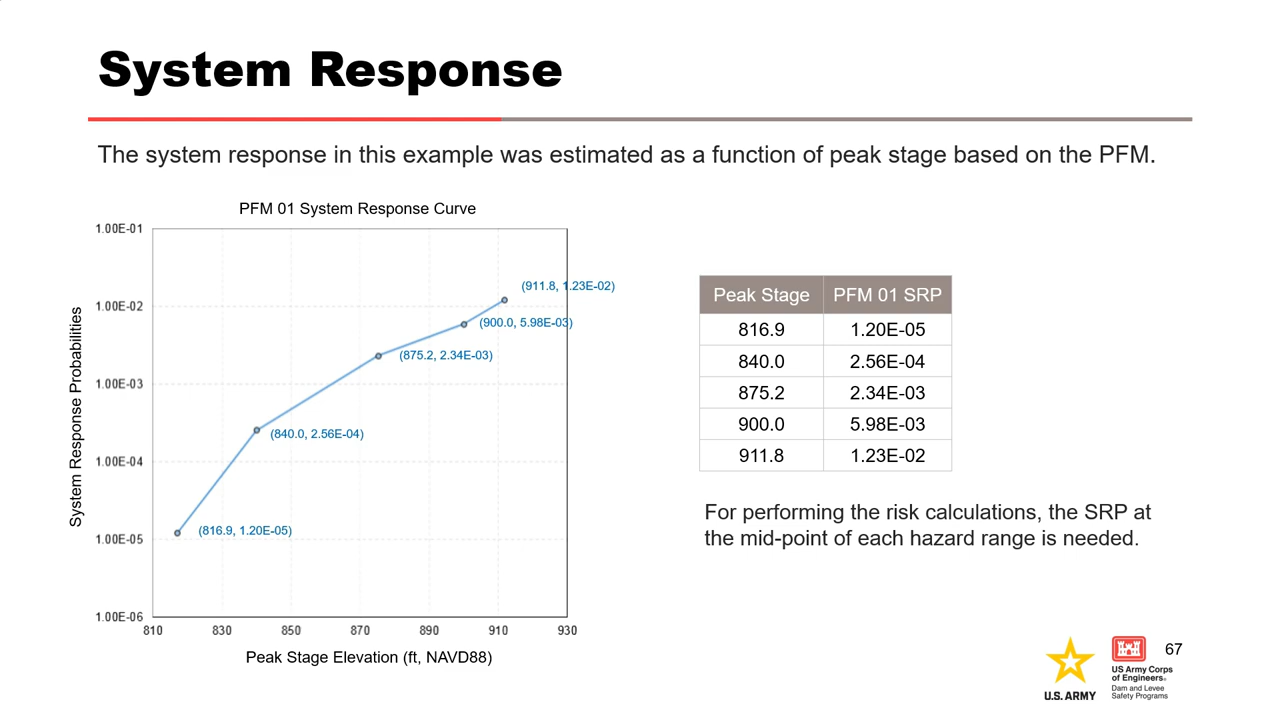 System Response
The system response in this example was estimated as a function of peak stage based on the PFM.
PFM 01 System Response Curve
System Response Probabilities
1.00E-01
1.00E-02
1.00E-03
1.00E-04
1.00E-05
1.00E-06
(911.8, 1.23E-02)
(900.0, 5.98E-03)
(875.2, 2.34E-03)
(840.0, 2.56E-04)
(816.9, 1.20E-05)
810 830 850 870 890 910 930
Peak Stage Elevation (ft, NAVD88)
Peak Stage PFM 01 SRP
816.9 1.20E-05
840.0 2.56E-04
875.2 2.34E-03
900.0 5.98E-03
911.8 1.23E-02
For performing the risk calculations, the SRP at
the mid-point of each hazard range is needed.
U.S. ARMY
US Army Corps
of Engineers®
Dam and Levee
Safety Programs
67